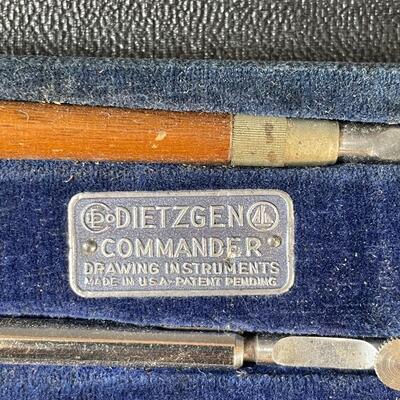 DIETZGEN
COMMANDER
DRAWING INSTRUMENTS
MADE IN U.S.A-PATENT PENDING